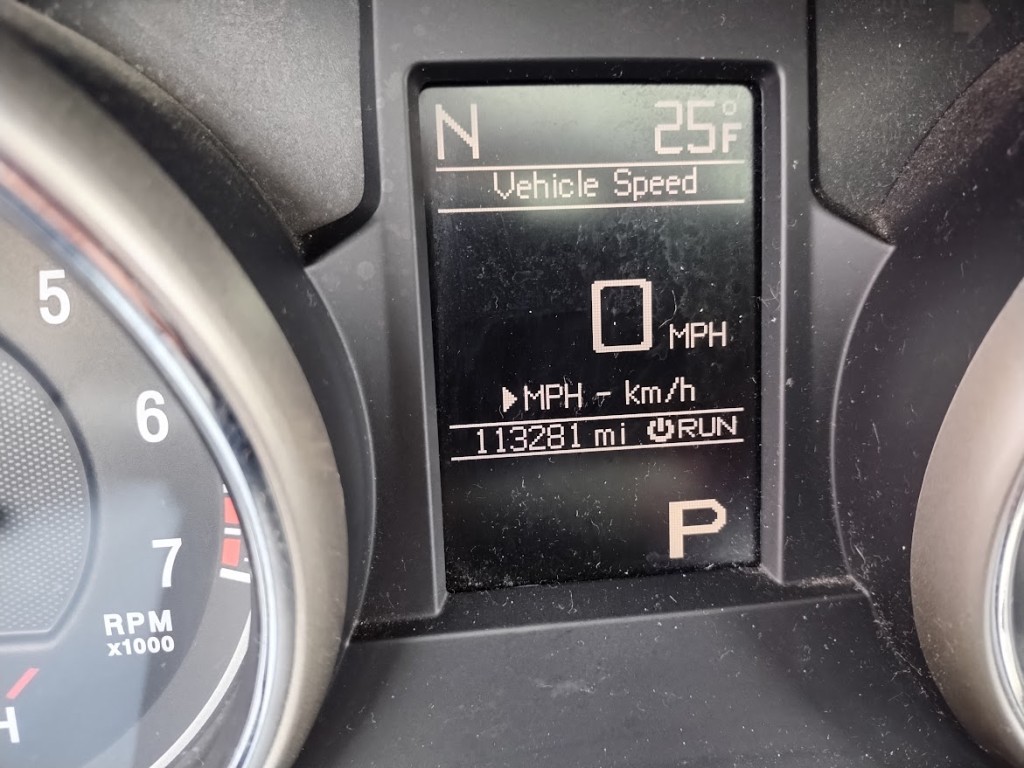 N 25°F
Vehicle Speed
0 MPH
▶MPH - km/h
113281 mi RUN
P
5
6
7
RPM
x1000
H